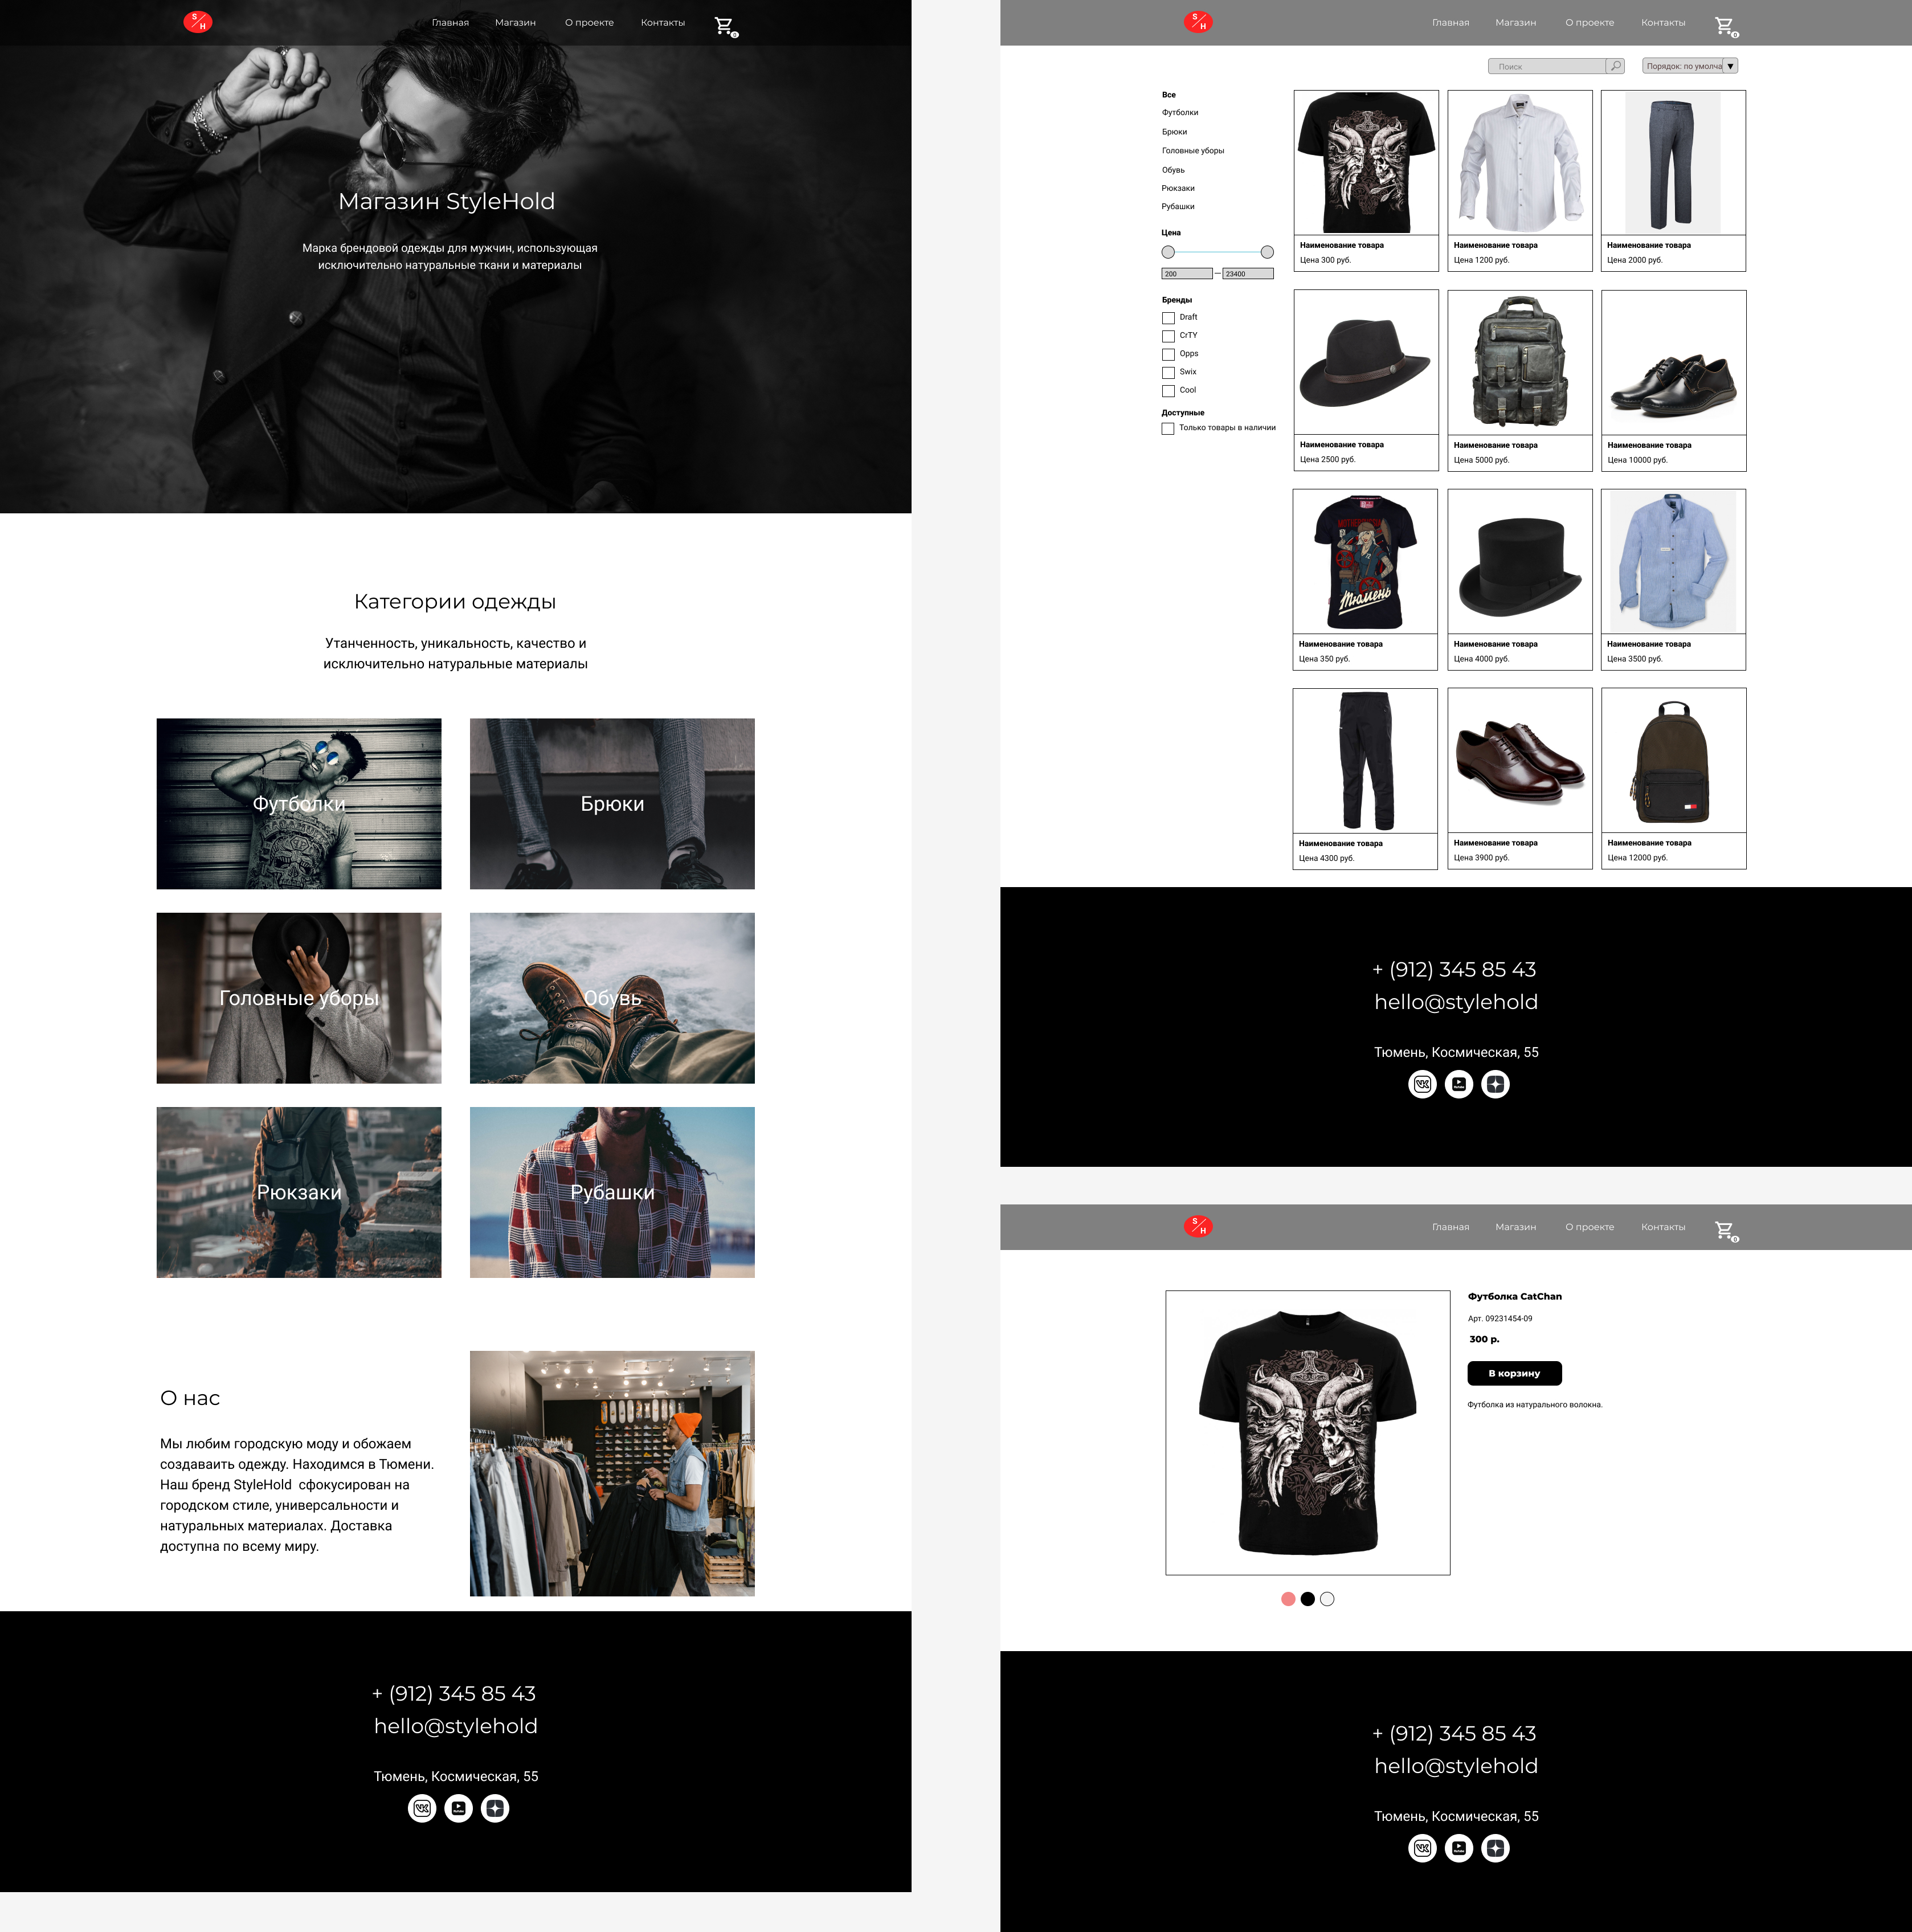 S
H
Главная
Магазин
О проекте
Контакты
0
Магазин StyleHold
Марка брендовой одежды для мужчин, использующая
исключительно натуральные ткани и материалы
Категории одежды
Утанченность, уникальность, качество и
исключительно натуральные материалы
Футболки
Брюки
Головные уборы
Обувь
Рюкзаки
Рубашки
О нас
Мы любим городскую моду и обожаем
создаваить одежду. Находимся в Тюмени.
Наш бренд StyleHold сфокусирован на
городском стиле, универсальности и
натуральных материалах. Доставка
доступна по всему миру.
+ (912) 345 85 43
hello@stylehold
Тюмень, Космическая, 55
S
H
Главная
Магазин
О проекте
Контакты
0
Поиск
Порядок: по умолча
Все
Футболки
Брюки
Головные уборы
Обувь
Рюкзаки
Рубашки
Цена
200 — 23400
Бренды
Draft
CrTY
Opps
Swix
Cool
Доступные
Только товары в наличии
Наименование товара
Цена 300 руб.
Наименование товара
Цена 1200 руб.
Наименование товара
Цена 2000 руб.
Наименование товара
Цена 2500 руб.
Наименование товара
Цена 5000 руб.
Наименование товара
Цена 10000 руб.
Тюмень
Наименование товара
Цена 350 руб.
Наименование товара
Цена 4000 руб.
Наименование товара
Цена 3500 руб.
Наименование товара
Цена 4300 руб.
Наименование товара
Цена 3900 руб.
Наименование товара
Цена 12000 руб.
+ (912) 345 85 43
hello@stylehold
Тюмень, Космическая, 55
S
H
Главная
Магазин
О проекте
Контакты
0
Футболка CatChan
Арт. 09231454-09
300 р.
В корзину
Футболка из натурального волокна.
+ (912) 345 85 43
hello@stylehold
Тюмень, Космическая, 55